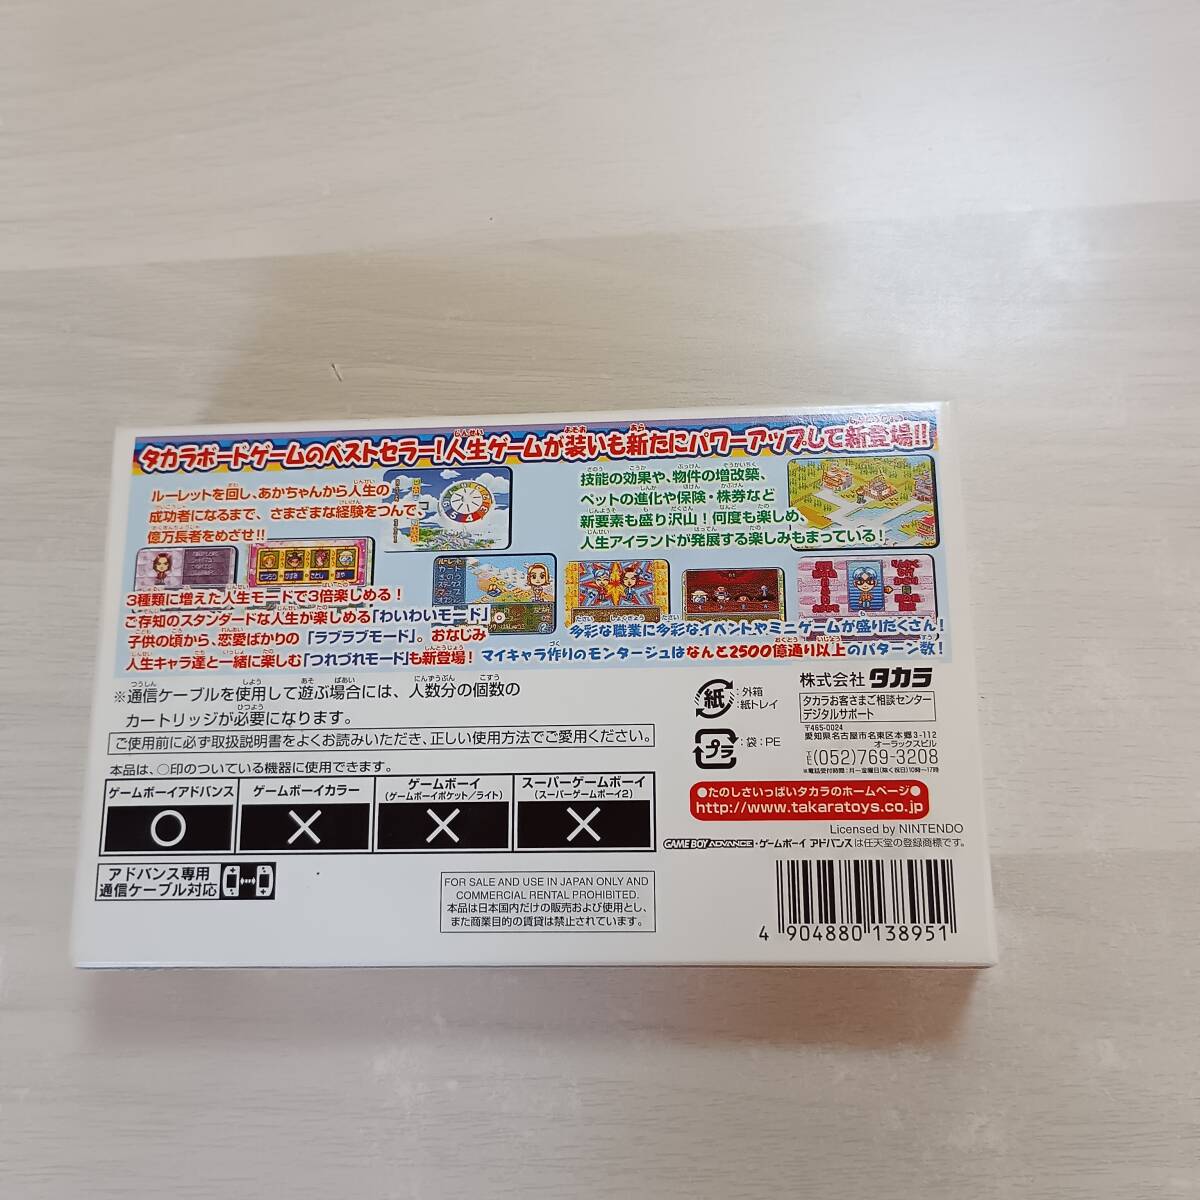 タカラボードゲームのベストセラー!人生ゲームが装いも新たにパワーアップして新登場!!
ルーレットを回し、あかちゃんから人生の
成功者になるまで、さまざまな経験をつんで、
億万長者をめざせ!!
技能の効果や、物件の増改築、
ペットの進化や保険・株券など
新要素も盛り沢山!何度も楽しめ、
人生アイランドが発展する楽しみもまっている!
3種類に増えた人生モードで3倍楽しめる!
ご存知のスタンダードな人生が楽しめる「わいわいモード」
子供の頃から、恋愛ばかりの「ラブラブモード」。おなじみ
人生キャラ達と一緒に楽しむ「つれづれモード」も新登場!
多彩な職業に多彩なイベントやミニゲームが盛りだくさん!
マイキャラ作りのモンタージュはなんと2500億通り以上のパターン数!
※通信ケーブルを使用して遊ぶ場合には、人数分の個数の
カートリッジが必要になります。
ご使用前に必ず取扱説明書をよくお読みいただき、正しい使用方法でご愛用ください。
本品は、○印のついている機器に使用できます。
ゲームボーイアドバンス
ゲームボーイカラー
ゲームボーイ
(ゲームボーイポケット/ライト)
スーパーゲームボーイ
(スーパーゲームボーイ2)
○
×
×
×
アドバンス専用
通信ケーブル対応
FOR SALE AND USE IN JAPAN ONLY AND
COMMERCIAL RENTAL PROHIBITED.
本品は日本国内だけの販売および使用とし、
また商業目的の賃貸は禁止されています。
紙
:外箱
:紙トレイ
プラ
:袋:PE
株式会社 タカラ
タカラお客さまご相談センター
デジタルサポート
〒465-0024
愛知県名古屋市名東区本郷3-112
オーラックスビル
TEL(052)769-3208
※電話受付時間:月~金曜日(除く祝日)10時~17時
●たのしさいっぱいタカラのホームページ●
http://www.takaratoys.co.jp
Licensed by NINTENDO
GAME BOY ADVANCE・ゲームボーイ アドバンスは任天堂の登録商標です。
4 904880 138951